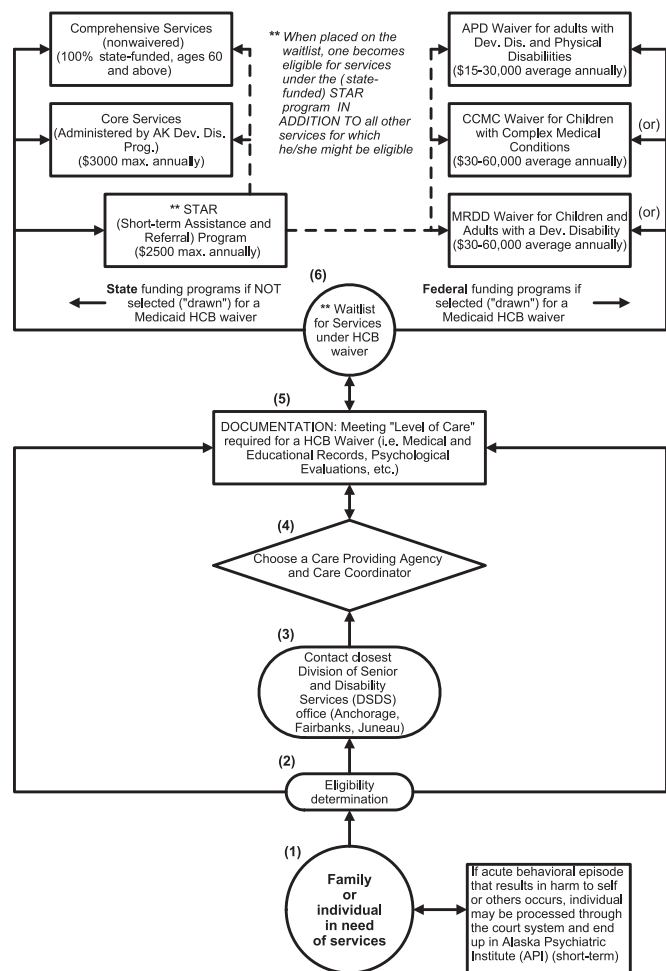 Comprehensive Services
(nonwaivered)
(100% state-funded, ages 60
and above)
** When placed on the
waitlist, one becomes
eligible for services
under the (state-
funded) STAR
program IN
ADDITION TO all other
services for which
he/she might be eligible
APD Waiver for adults with
Dev. Dis. and Physical
Disabiliities
($15-30,000 average annually)
Core Services
(Administered by AK Dev. Dis.
Prog.)
($3000 max. annually)
CCMC Waiver for Children
with Complex Medical
Conditions
($30-60,000 average annually)
(or)
** STAR
(Short-term Assistance and
Referral) Program
($2500 max. annually)
MRDD Waiver for Children and
Adults with a Dev. Disability
($30-60,000 average annually)
(or)
State funding programs if NOT
selected ("drawn") for a
Medicaid HCB waiver
(6)
** Waitlist
for Services
under HCB
waiver
Federal funding programs if
selected ("drawn") for a
Medicaid HCB waiver
(5)
DOCUMENTATION: Meeting "Level of Care"
required for a HCB Waiver (i.e. Medical and
Educational Records, Psychological
Evaluations, etc.)
(4)
Choose a Care Providing Agency
and Care Coordinator
(3)
Contact closest
Division of Senior
and Disability
Services (DSDS)
office (Anchorage,
Fairbanks, Juneau)
(2)
Eligibility
determination
(1)
Family
or
individual
in need
of services
If acute behavioral episode
that results in harm to self
or others occurs, individual
may be processed through
the court system and end
up in Alaska Psychiatric
Institute (API) (short-term)